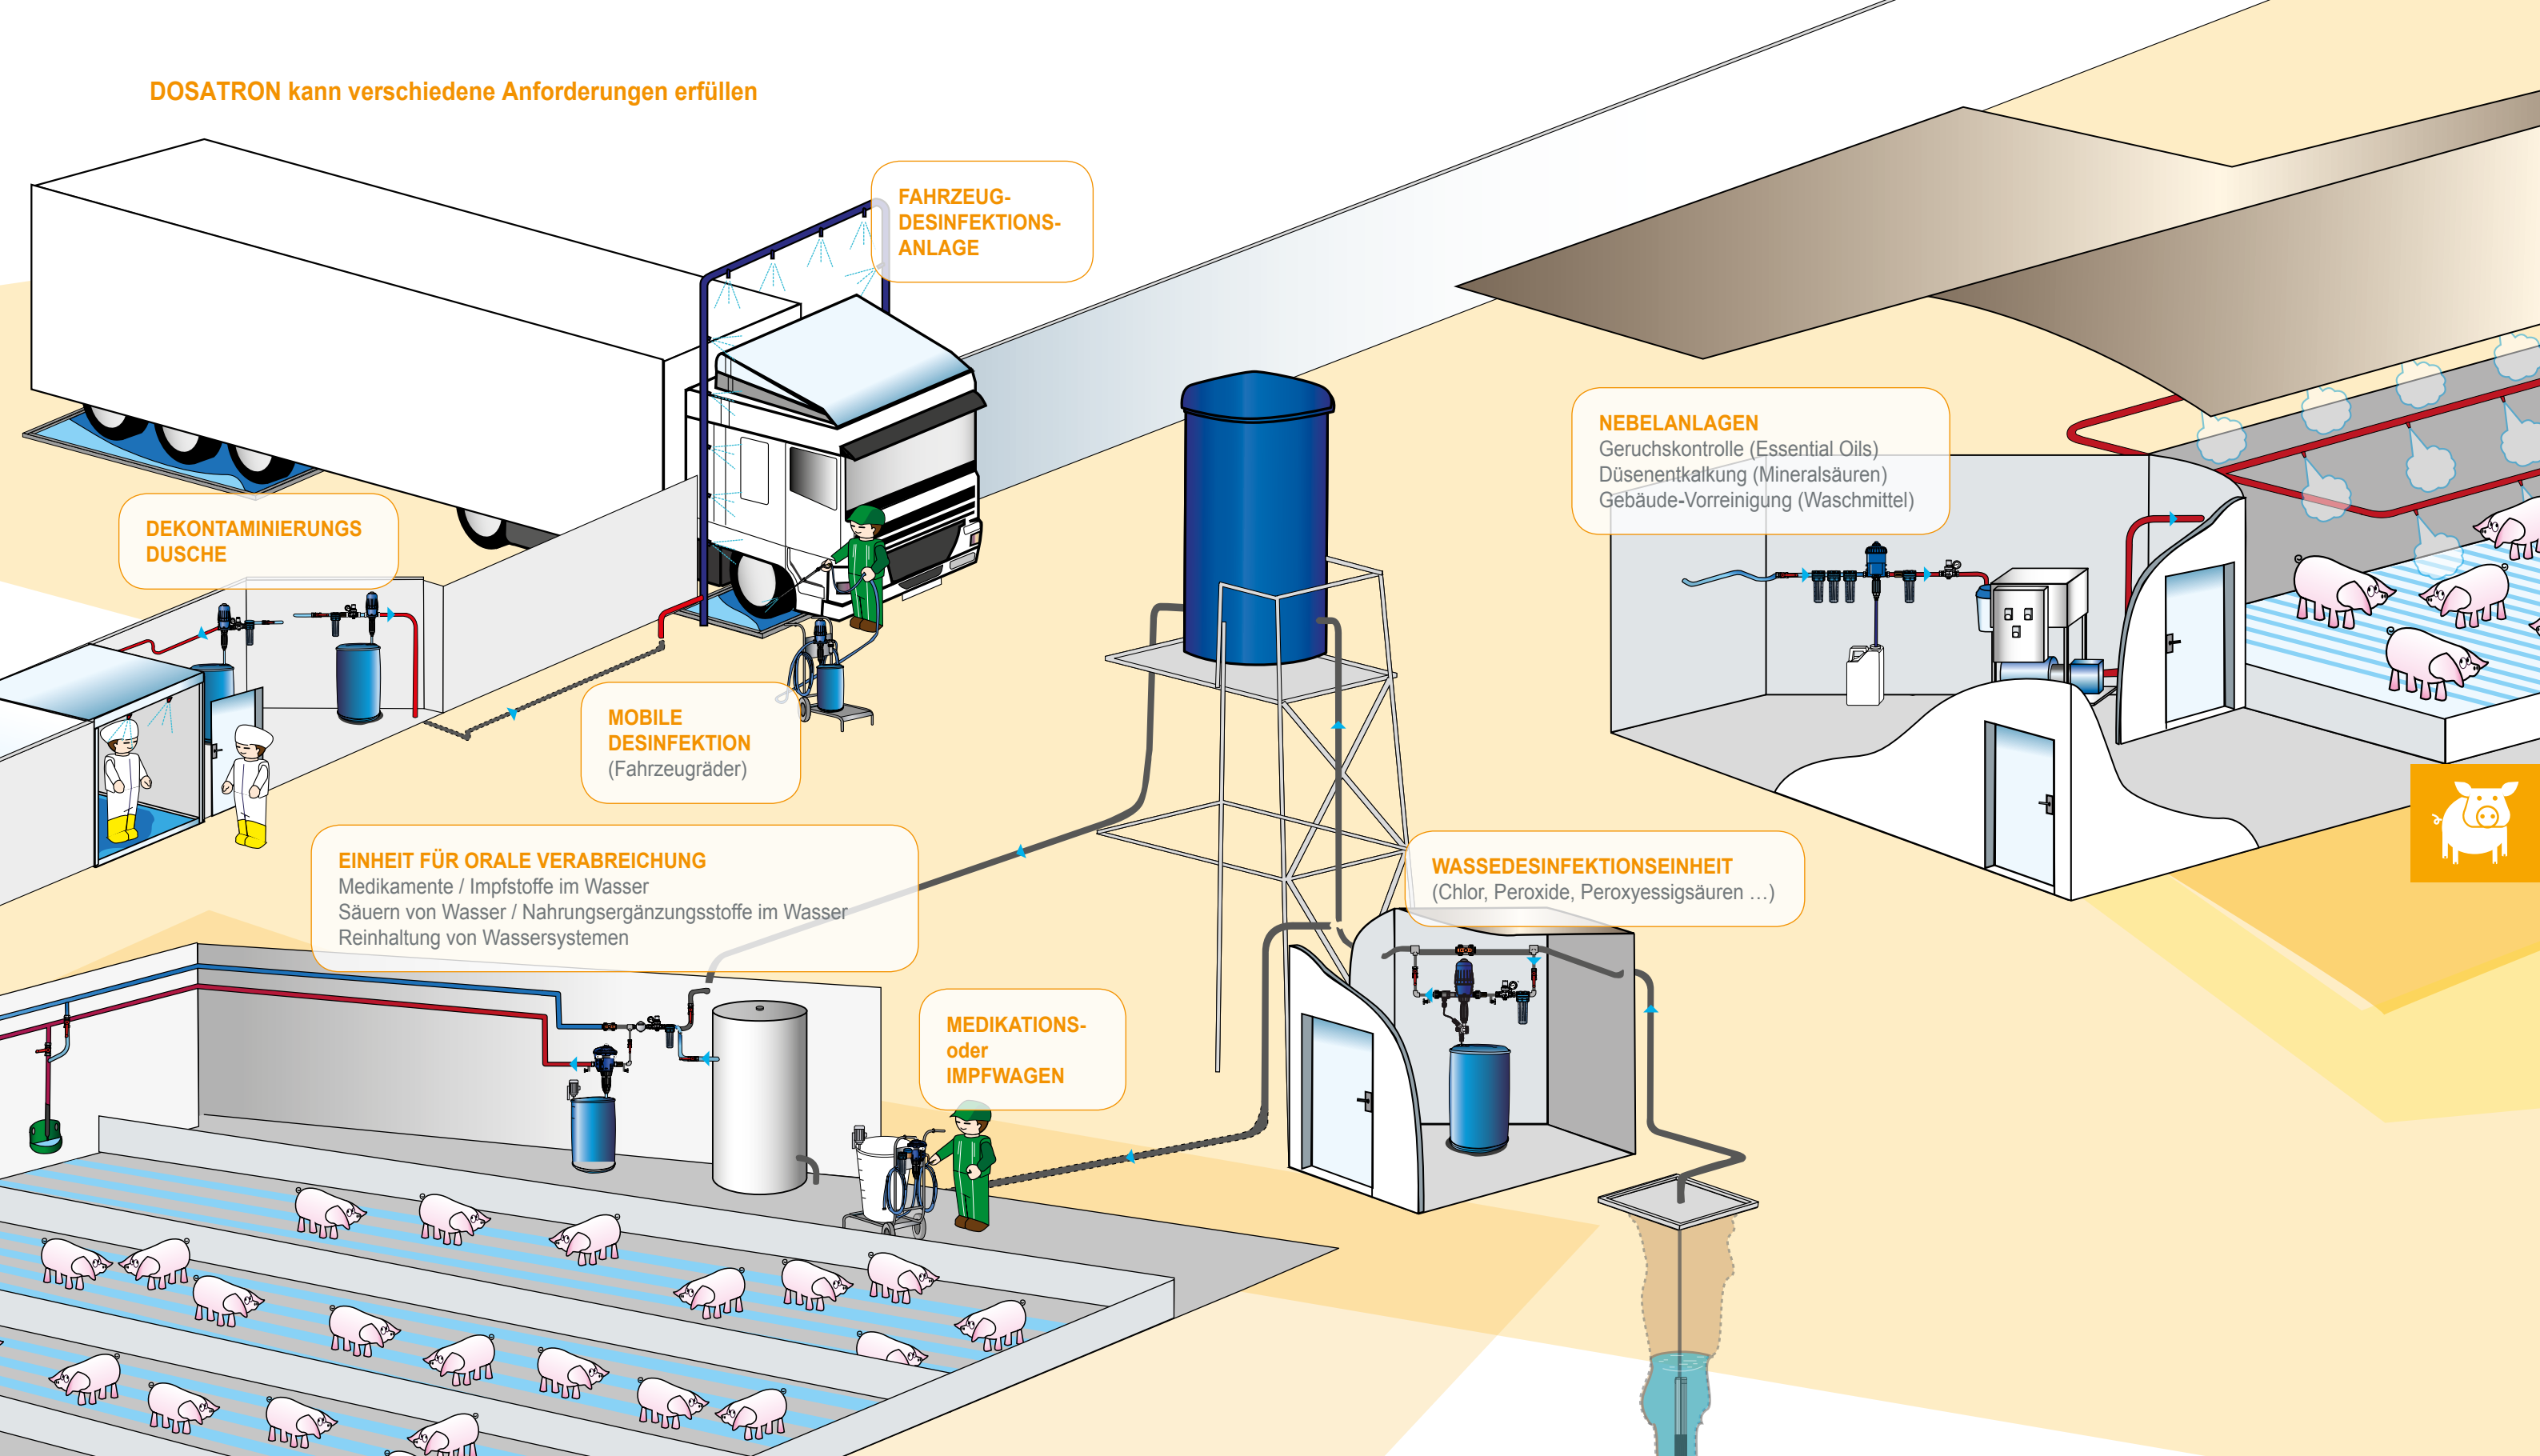 DOSATRON kann verschiedene Anforderungen erfüllen
FAHRZEUG-
DESINFEKTIONS-
ANLAGE
NEBELANLAGEN
Geruchskontrolle (Essential Oils)
Düsenentkalkung (Mineralsäuren)
Gebäude-Vorreinigung (Waschmittel)
DEKONTAMINIERUNGS
DUSCHE
MOBILE
DESINFEKTION
(Fahrzeugräder)
EINHEIT FÜR ORALE VERABREICHUNG
Medikamente / Impfstoffe im Wasser
Säuern von Wasser / Nahrungsergänzungsstoffe im Wasser
Reinhaltung von Wassersystemen
WASSEDESINFEKTIONSEINHEIT
(Chlor, Peroxide, Peroxyessigsäuren …)
MEDIKATIONS-
oder
IMPFWAGEN